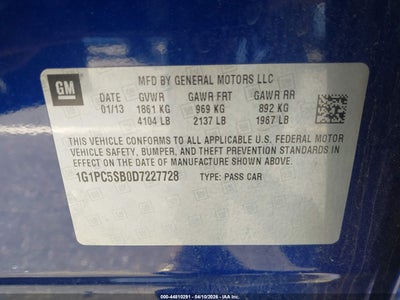 GM
MFD BY GENERAL MOTORS LLC
DATE GVWR GAWR FRT GAWR RR
01/13 1861 KG 969 KG 892 KG
4104 LB 2137 LB 1967 LB
THIS VEHICLE CONFORMS TO ALL APPLICABLE U.S. FEDERAL MOTOR
VEHICLE SAFETY, BUMPER, AND THEFT PREVENTION STANDARDS
IN EFFECT ON THE DATE OF MANUFACTURE SHOWN ABOVE.
1G1PC5SB0D7227728 TYPE: PASS CAR
000-44810291 - 04/10/2026 - IAAI.COM